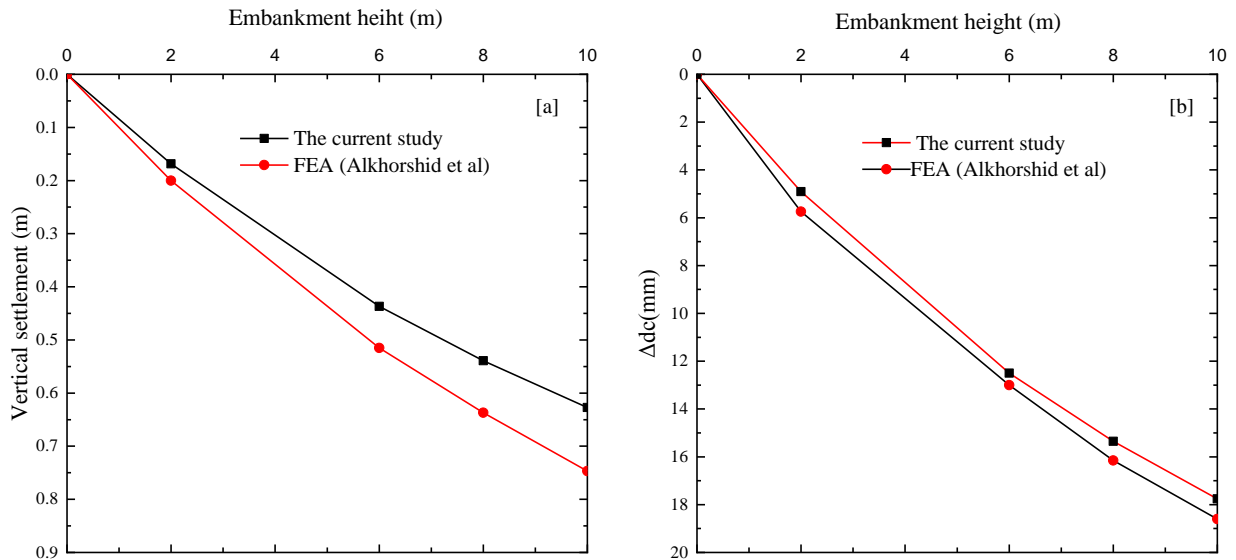 Embankment heiht (m)
0 2 4 6 8 10
0.0
0.1
0.2
0.3
0.4
0.5
0.6
0.7
0.8
0.9
Vertical settlement (m)
[a]
The current study
FEA (Alkhorshid et al)
Embankment height (m)
0 2 4 6 8 10
0
2
4
6
8
10
12
14
16
18
20
Δdc(mm)
[b]
The current study
FEA (Alkhorshid et al)